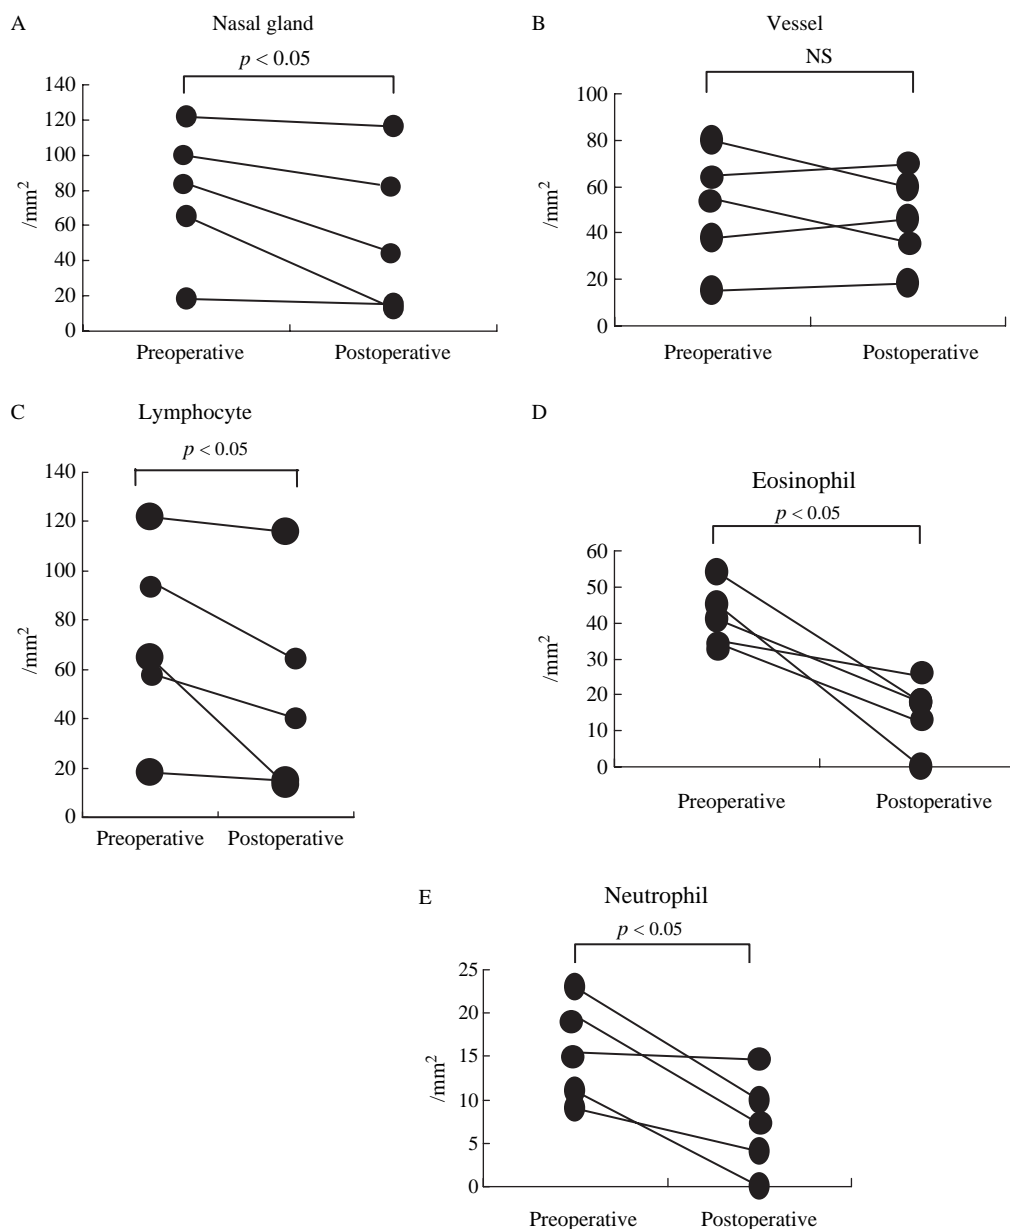 A
Nasal gland
p < 0.05
140
120
100
80
60
40
20
0
/mm²
Preoperative
Postoperative
B
Vessel
NS
100
80
60
40
20
0
/mm²
Preoperative
Postoperative
C
Lymphocyte
p < 0.05
140
120
100
80
60
40
20
0
/mm²
Preoperative
Postoperative
D
Eosinophil
p < 0.05
60
50
40
30
20
10
0
/mm²
Preoperative
Postoperative
E
Neutrophil
p < 0.05
25
20
15
10
5
0
/mm²
Preoperative
Postoperative